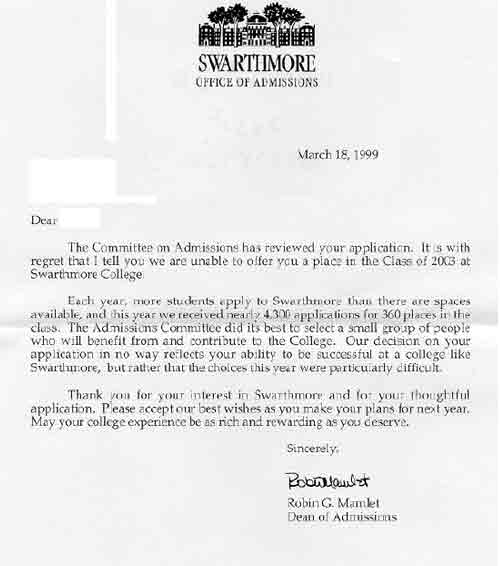 SWARTHMORE
OFFICE OF ADMISSIONS
March 18, 1999
Dear
The Committee on Admissions has reviewed your application. It is with
regret that I tell you we are unable to offer you a place in the Class of 2003 at
Swarthmore College.
Each year, more students apply to Swarthmore than there are spaces
available, and this year we received nearly 4,300 applications for 360 places in the
class. The Admissions Committee did its best to select a small group of people
who will benefit from and contribute to the College. Our decision on your
application in no way reflects your ability to be successful at a college like
Swarthmore, but rather that the choices this year were particularly difficult.
Thank you for your interest in Swarthmore and for your thoughtful
application. Please accept our best wishes as you make your plans for next year.
May your college experience be as rich and rewarding as you deserve.
Sincerely,
Robin Mamlet
Robin G. Mamlet
Dean of Admissions